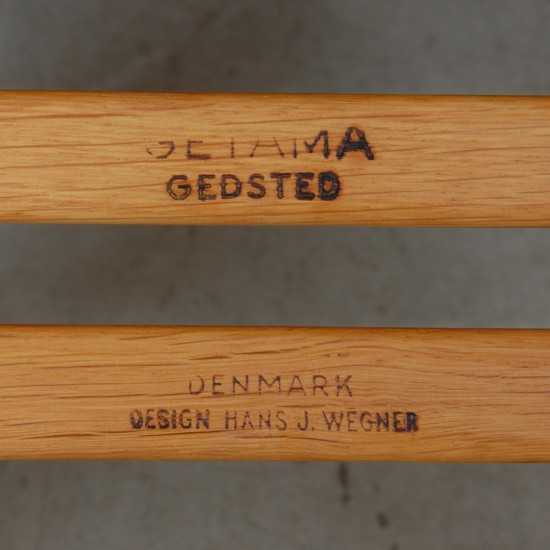 GETAMA
GEDSTED
DENMARK
DESIGN HANS J. WEGNER